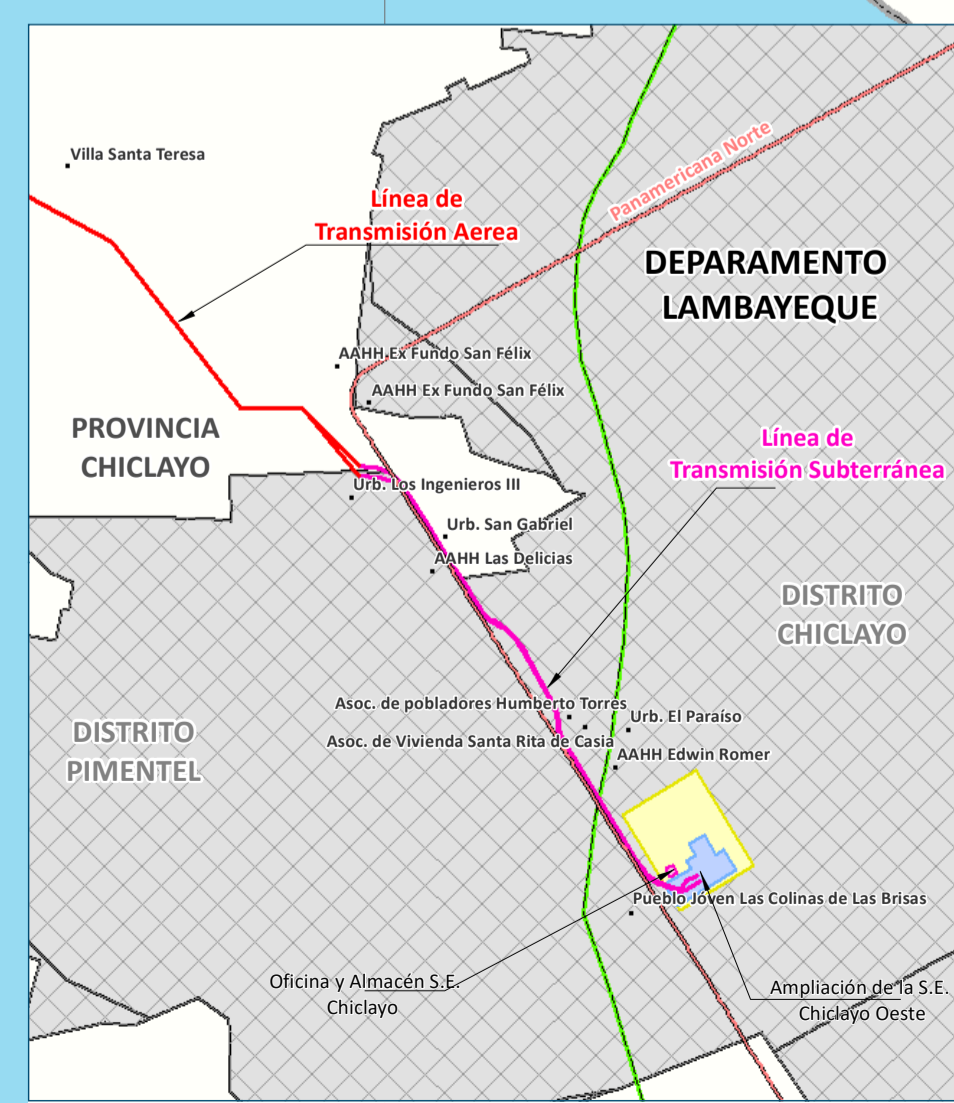 Villa Santa Teresa
Línea de
Transmisión Aerea
Panamericana Norte
DEPARAMENTO
LAMBAYEQUE
AAHH Ex Fundo San Félix
AAHH Ex Fundo San Félix
PROVINCIA
CHICLAYO
Línea de
Transmisión Subterránea
Urb. Los Ingenieros III
Urb. San Gabriel
AAHH Las Delicias
DISTRITO
CHICLAYO
Asoc. de pobladores Humberto Torres
Urb. El Paraíso
DISTRITO
PIMENTEL
Asoc. de Vivienda Santa Rita de Casia
AAHH Edwin Romer
Pueblo Jóven Las Colinas de Las Brisas
Oficina y Almacén S.E.
Chiclayo
Ampliación de la S.E.
Chiclayo Oeste